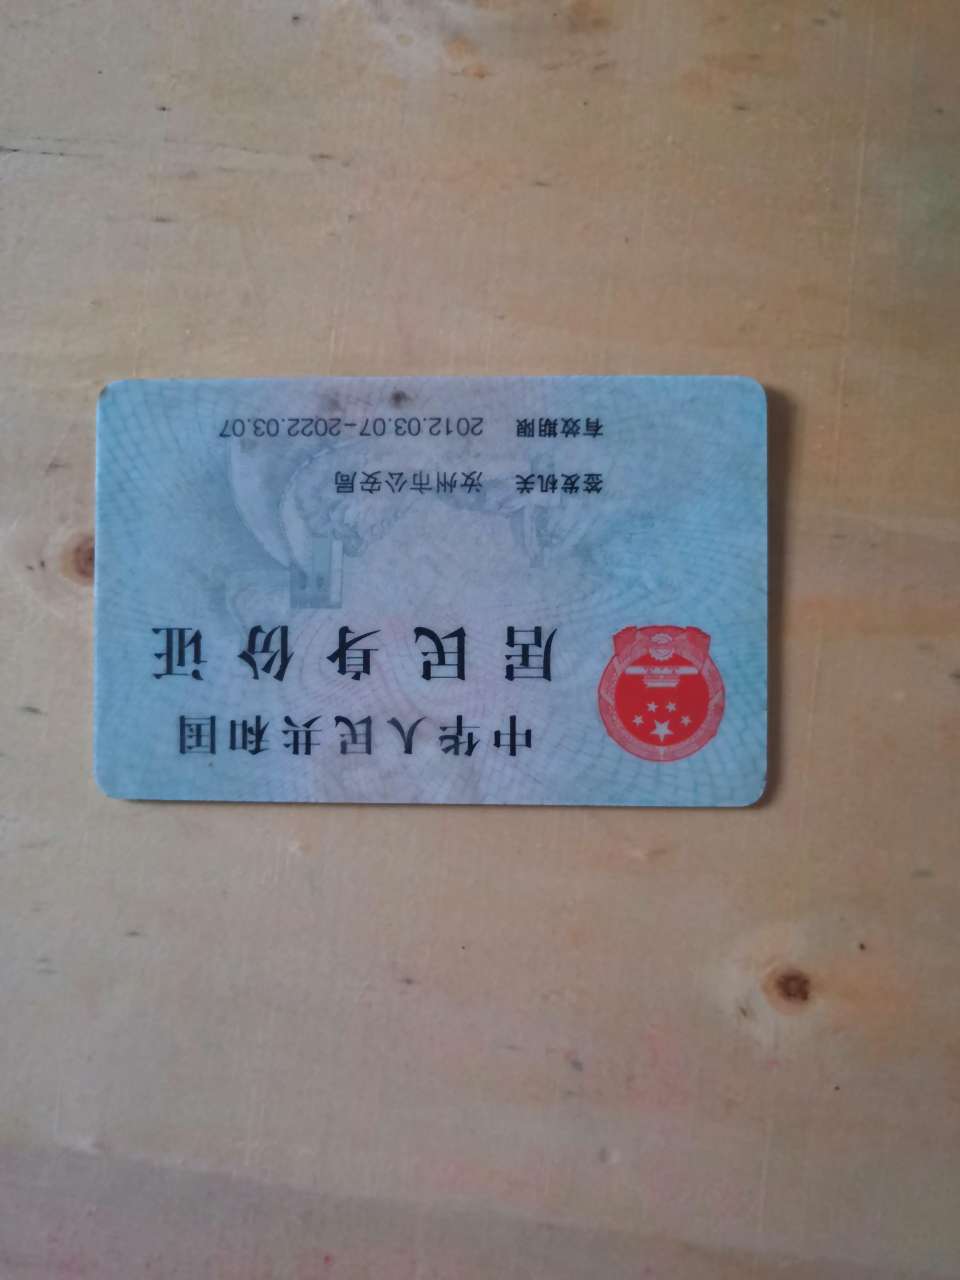 中华人民共和国
居民身份证
签发机关 汝州市公安局
有效期限 2012.03.07-2022.03.07